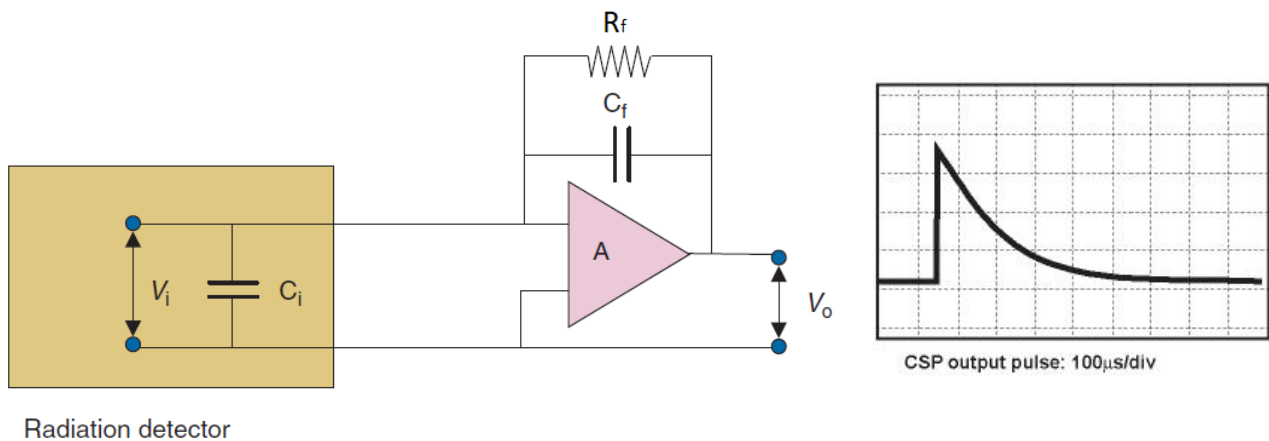 Rf
Cf
A
Vi
Ci
Vo
CSP output pulse: 100µs/div
Radiation detector